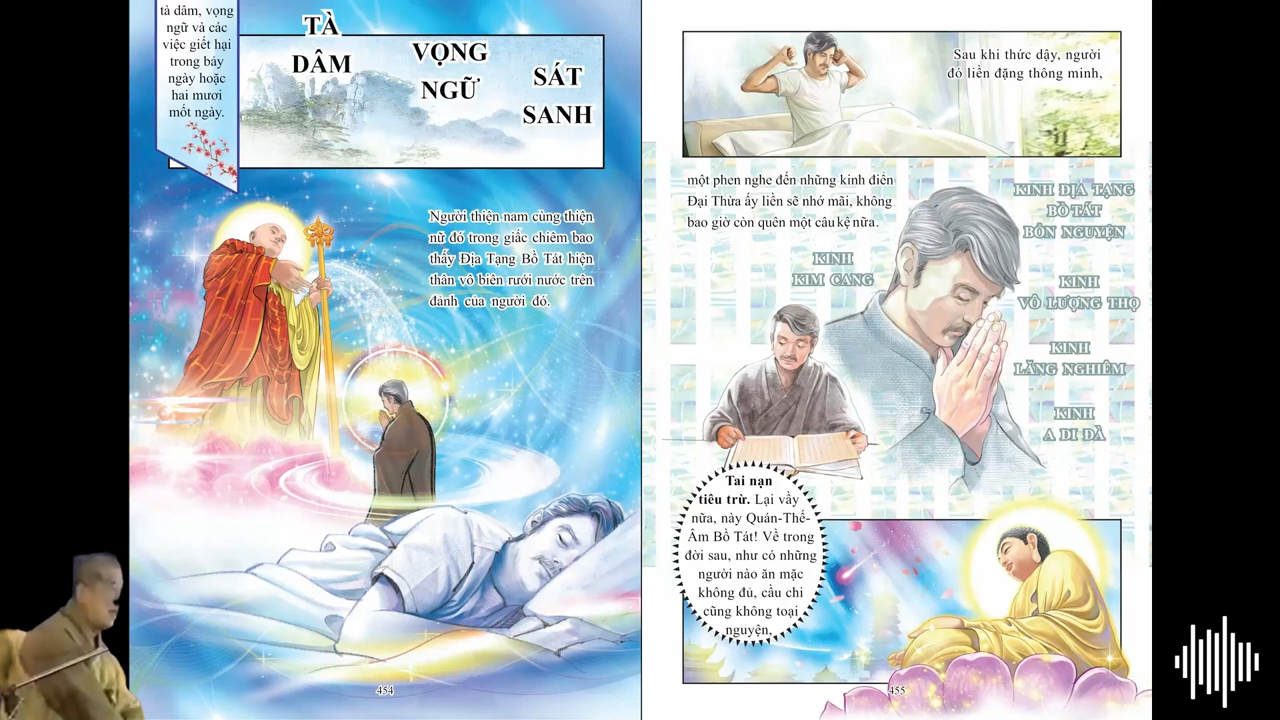 tà dâm, vọng
ngữ và các
việc giết hại
trong bảy
ngày hoặc
hai mươi
mốt ngày.
TÀ
DÂM
VỌNG
NGỮ
SÁT
SANH
Người thiện nam cùng thiện
nữ đó trong giấc chiêm bao
thấy Địa Tạng Bồ Tát hiện
thân vô biên rưới nước trên
đảnh của người đó.
454
Sau khi thức dậy, người
đó liền đặng thông minh,
một phen nghe đến những kinh điển
Đại Thừa ấy liền sẽ nhớ mãi, không
bao giờ còn quên một câu kệ nữa.
KINH
KIM CANG
KINH ĐỊA TẠNG
BỒ TÁT
BỔN NGUYỆN
KINH
VÔ LƯỢNG THỌ
KINH
LĂNG NGHIÊM
KINH
A DI DÀ
Tai nạn
tiêu trừ. Lại vầy
nữa, này Quán-Thế-
Âm Bồ Tát! Về trong
đời sau, như có những
người nào ăn mặc
không đủ, cầu chi
cũng không toại
nguyện,
455